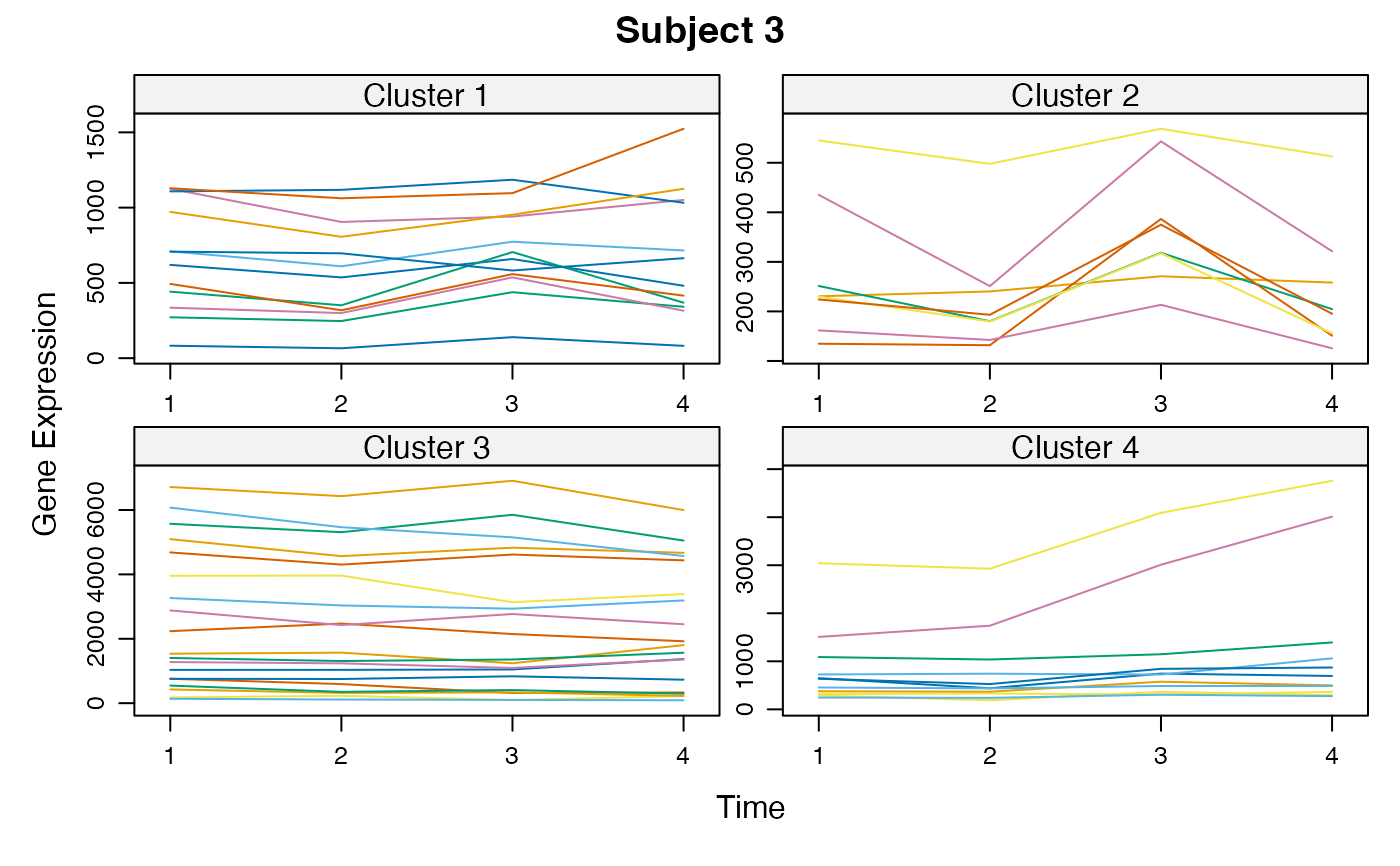 Subject 3
Cluster 1
Cluster 2
0 500 1000 1500
200 300 400 500
1 2 3 4
1 2 3 4
Gene Expression
Cluster 3
Cluster 4
0 2000 4000 6000
0 1000 3000
1 2 3 4
1 2 3 4
Time